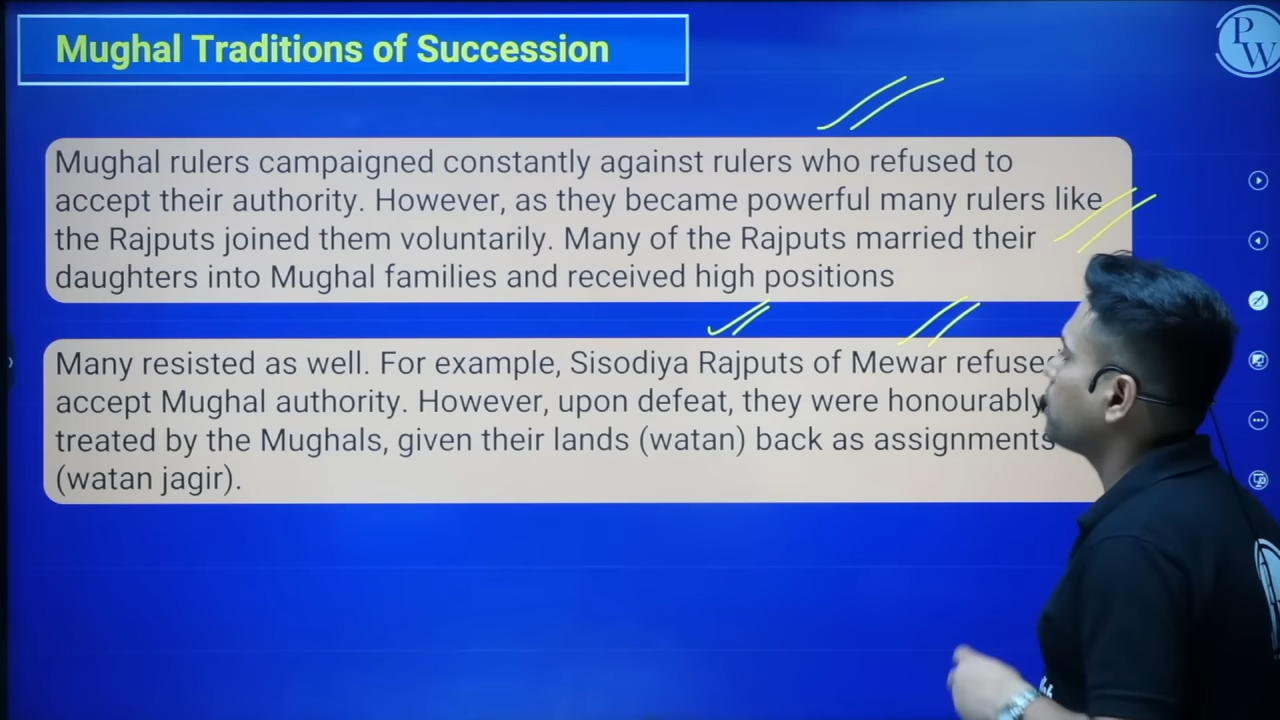 Mughal Traditions of Succession
PW
Mughal rulers campaigned constantly against rulers who refused to
accept their authority. However, as they became powerful many rulers like
the Rajputs joined them voluntarily. Many of the Rajputs married their
daughters into Mughal families and received high positions
Many resisted as well. For example, Sisodiya Rajputs of Mewar refuse
accept Mughal authority. However, upon defeat, they were honourably
treated by the Mughals, given their lands (watan) back as assignments
(watan jagir).